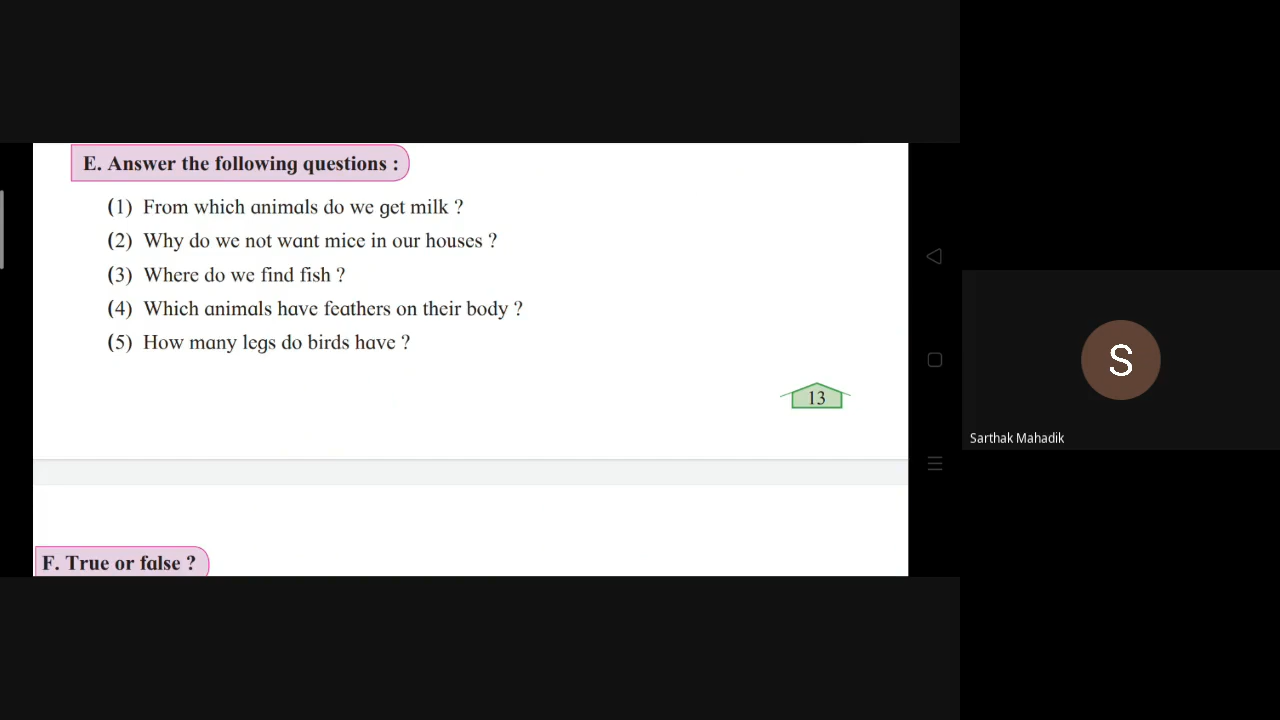 E. Answer the following questions :
(1) From which animals do we get milk ?
(2) Why do we not want mice in our houses ?
(3) Where do we find fish ?
(4) Which animals have feathers on their body ?
(5) How many legs do birds have ?
13
F. True or false ?
S
Sarthak Mahadik